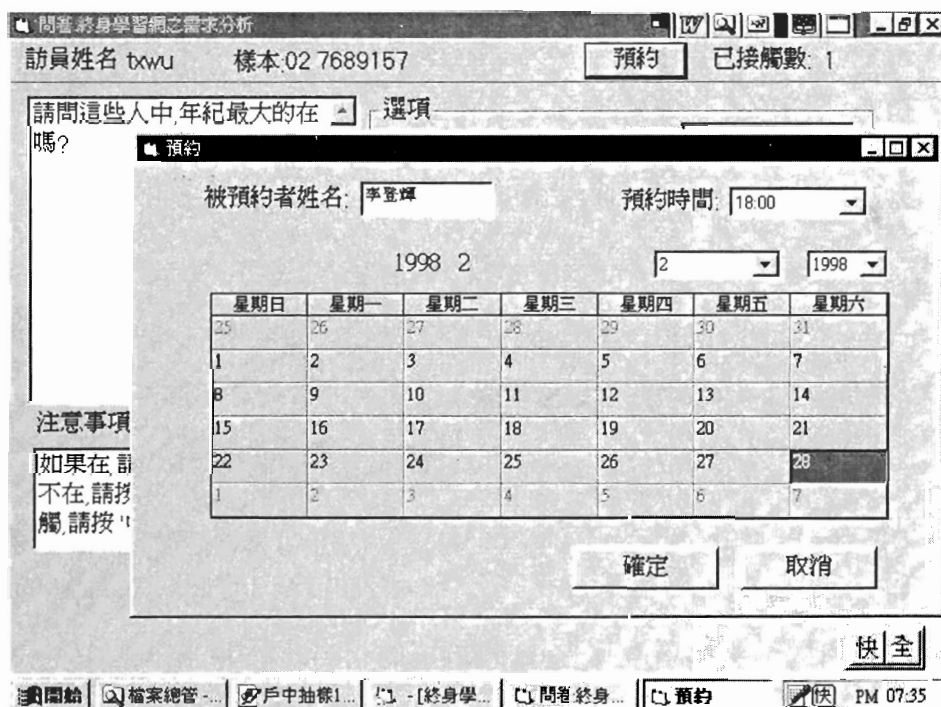 問卷:終身學習網之需求分析
訪員姓名 txwu 樣本:02 7689157 預約 已接觸數: 1
請問這些人中,年紀最大的在
嗎?
選項
預約
被預約者姓名: 李登輝 預約時間: 18:00
1998 2 2 1998
星期日 星期一 星期二 星期三 星期四 星期五 星期六
25 26 27 28 29 30 31
1 2 3 4 5 6 7
8 9 10 11 12 13 14
15 16 17 18 19 20 21
22 23 24 25 26 27 28
1 2 3 4 5 6 7
注意事項
如果在,請
不在,請按
觸,請按
確定 取消
快 全
開始 檔案總管 -... 戶中抽樣1... - [終身學... 問卷:終身... 預約 快 PM 07:35